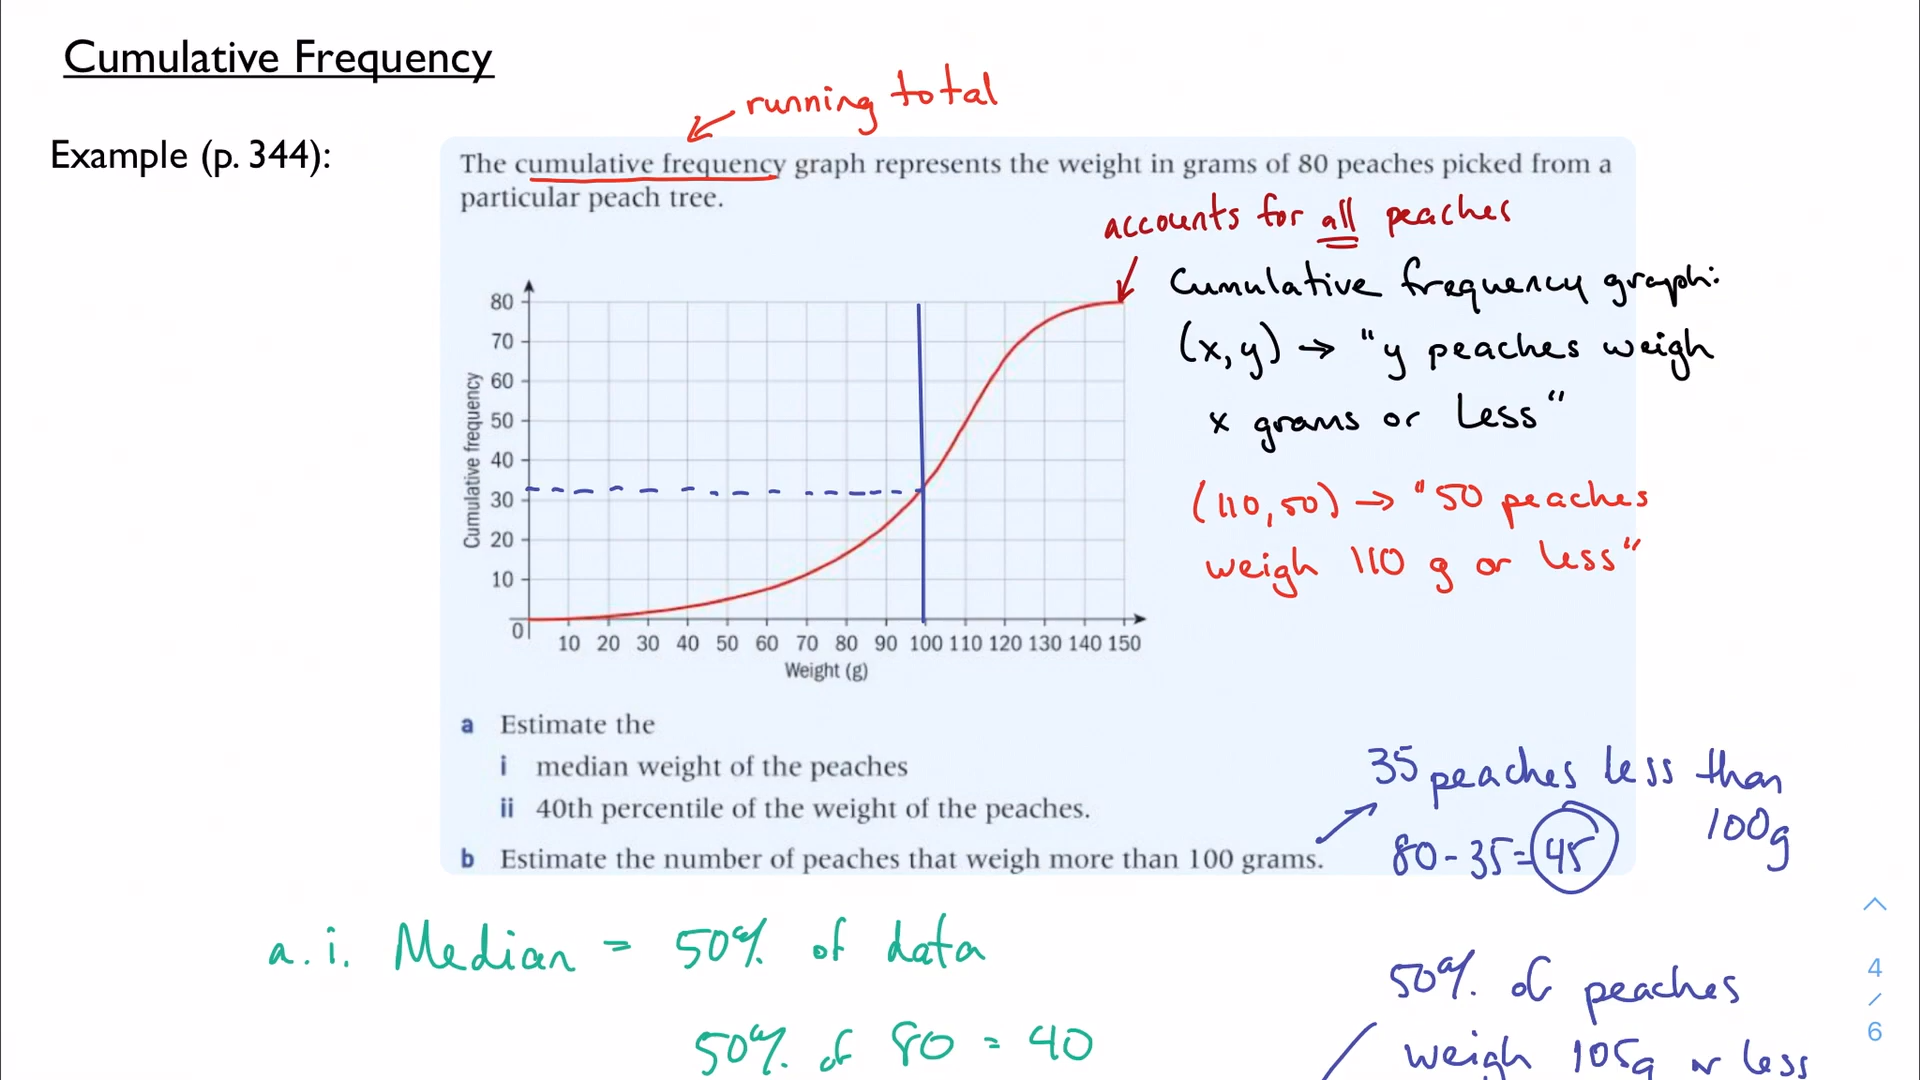 Cumulative Frequency
running total
Example (p. 344):
The cumulative frequency graph represents the weight in grams of 80 peaches picked from a
particular peach tree.
accounts for all peaches
Cumulative frequency graph:
(x,y) → "y peaches weigh
x grams or less"
(110,50) → "50 peaches
weigh 110 g or less"
80
70
60
50
40
30
20
10
0
Cumulative frequency
10 20 30 40 50 60 70 80 90 100 110 120 130 140 150
Weight (g)
a Estimate the
i median weight of the peaches
ii 40th percentile of the weight of the peaches.
b Estimate the number of peaches that weigh more than 100 grams.
35 peaches less than
100g
80-35=45
a.i. Median = 50% of data
50% of 80 = 40
50% of peaches
weigh 105g or less
4
/
6